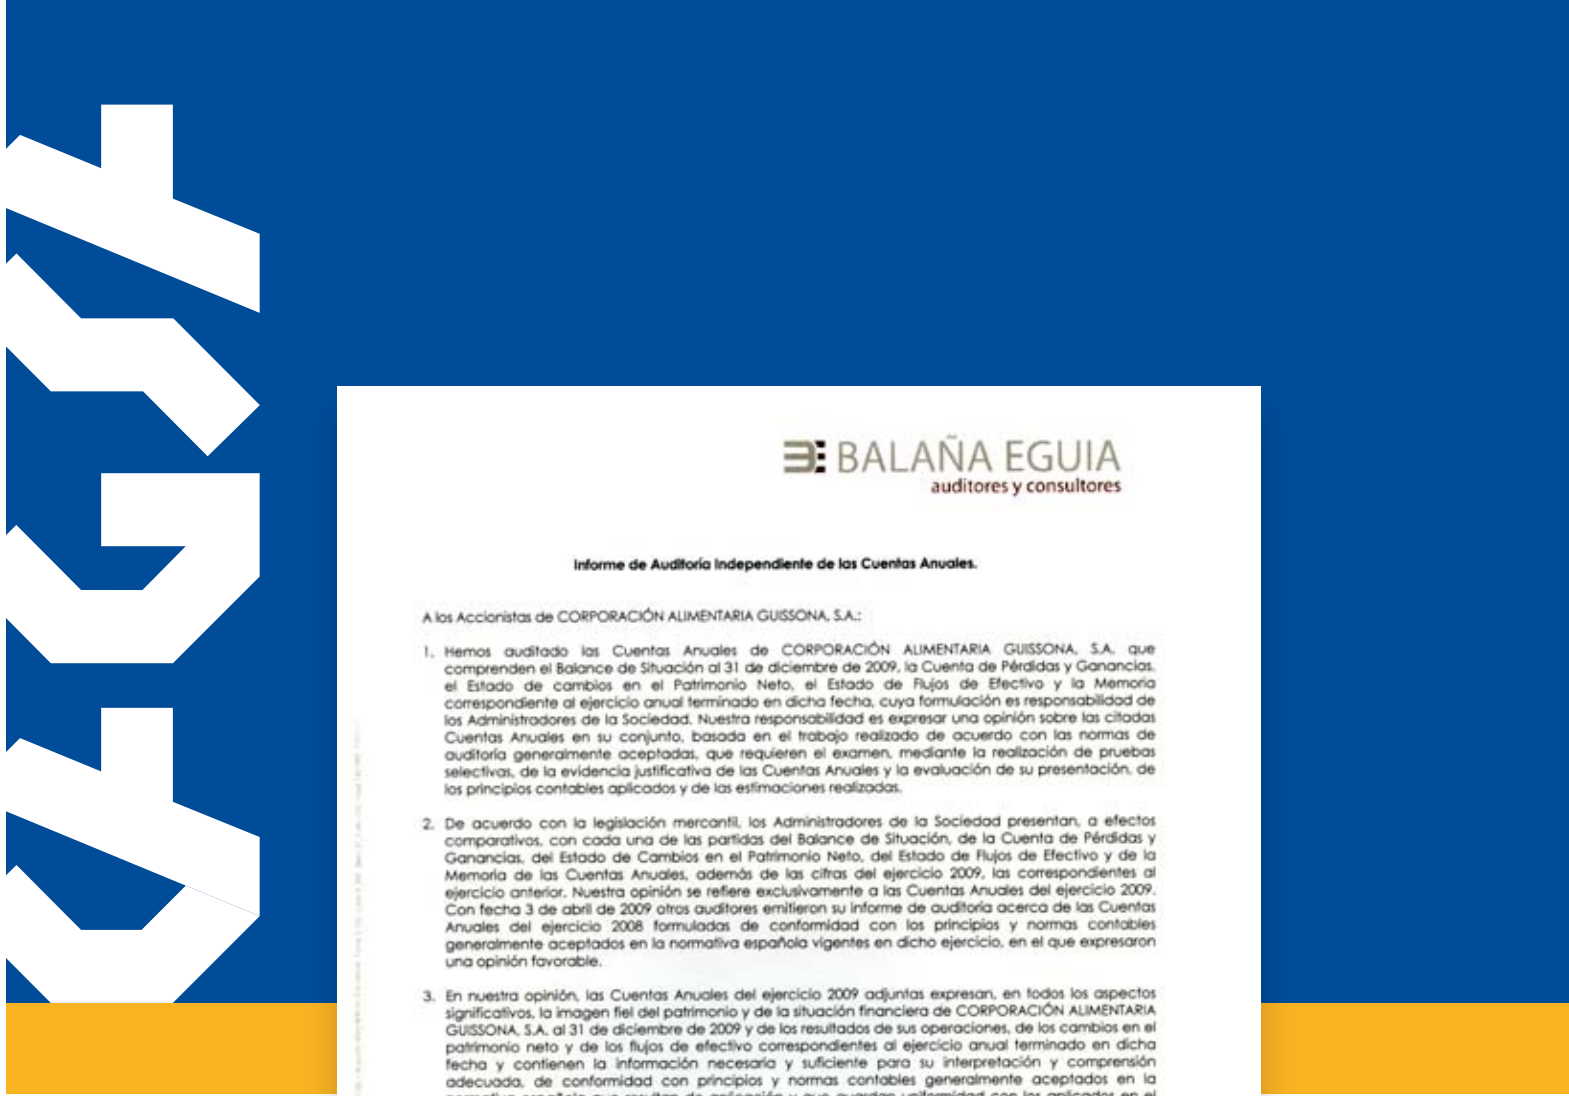 BALAÑA EGUIA
auditores y consultores
Informe de Auditoría Independiente de las Cuentas Anuales.
A los Accionistas de CORPORACIÓN ALIMENTARIA GUISSONA, S.A.:
1. Hemos auditado las Cuentas Anuales de CORPORACIÓN ALIMENTARIA GUISSONA, S.A. que
comprenden el Balance de Situación al 31 de diciembre de 2009, la Cuenta de Pérdidas y Ganancias,
el Estado de cambios en el Patrimonio Neto, el Estado de Flujos de Efectivo y la Memoria
correspondiente al ejercicio anual terminado en dicha fecha, cuya formulación es responsabilidad de
los Administradores de la Sociedad. Nuestra responsabilidad es expresar una opinión sobre las citadas
Cuentas Anuales en su conjunto, basada en el trabajo realizado de acuerdo con las normas de
auditoría generalmente aceptadas, que requieren el examen, mediante la realización de pruebas
selectivas, de la evidencia justificativa de las Cuentas Anuales y la evaluación de su presentación, de
los principios contables aplicados y de las estimaciones realizadas.
2. De acuerdo con la legislación mercantil, los Administradores de la Sociedad presentan, a efectos
comparativos, con cada una de las partidas del Balance de Situación, de la Cuenta de Pérdidas y
Ganancias, del Estado de Cambios en el Patrimonio Neto, del Estado de Flujos de Efectivo y de la
Memoria de las Cuentas Anuales, además de las cifras del ejercicio 2009, las correspondientes al
ejercicio anterior. Nuestra opinión se refiere exclusivamente a las Cuentas Anuales del ejercicio 2009.
Con fecha 3 de abril de 2009 otros auditores emitieron su informe de auditoría acerca de las Cuentas
Anuales del ejercicio 2008 formuladas de conformidad con los principios y normas contables
generalmente aceptados en la normativa española vigentes en dicho ejercicio, en el que expresaron
una opinión favorable.
3. En nuestra opinión, las Cuentas Anuales del ejercicio 2009 adjuntas expresan, en todos los aspectos
significativos, la imagen fiel del patrimonio y de la situación financiera de CORPORACIÓN ALIMENTARIA
GUISSONA, S.A. al 31 de diciembre de 2009 y de los resultados de sus operaciones, de los cambios en el
patrimonio neto y de los flujos de efectivo correspondientes al ejercicio anual terminado en dicha
fecha y contienen la información necesaria y suficiente para su interpretación y comprensión
adecuada, de conformidad con principios y normas contables generalmente aceptados en la